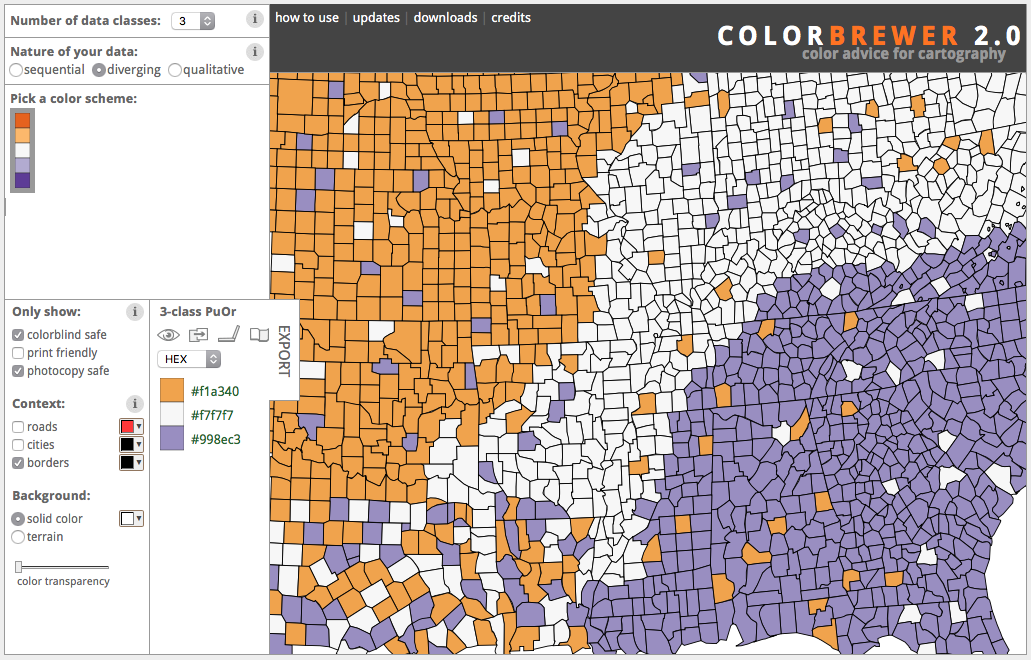 Number of data classes: 3 i
how to use | updates | downloads | credits
COLORBREWER 2.0
color advice for cartography
Nature of your data: i
sequential diverging qualitative
Pick a color scheme:
Only show: i
colorblind safe
print friendly
photocopy safe
Context: i
roads
cities
borders
Background:
solid color
terrain
color transparency
3-class PuOr
EXPORT
HEX
#f1a340
#f7f7f7
#998ec3